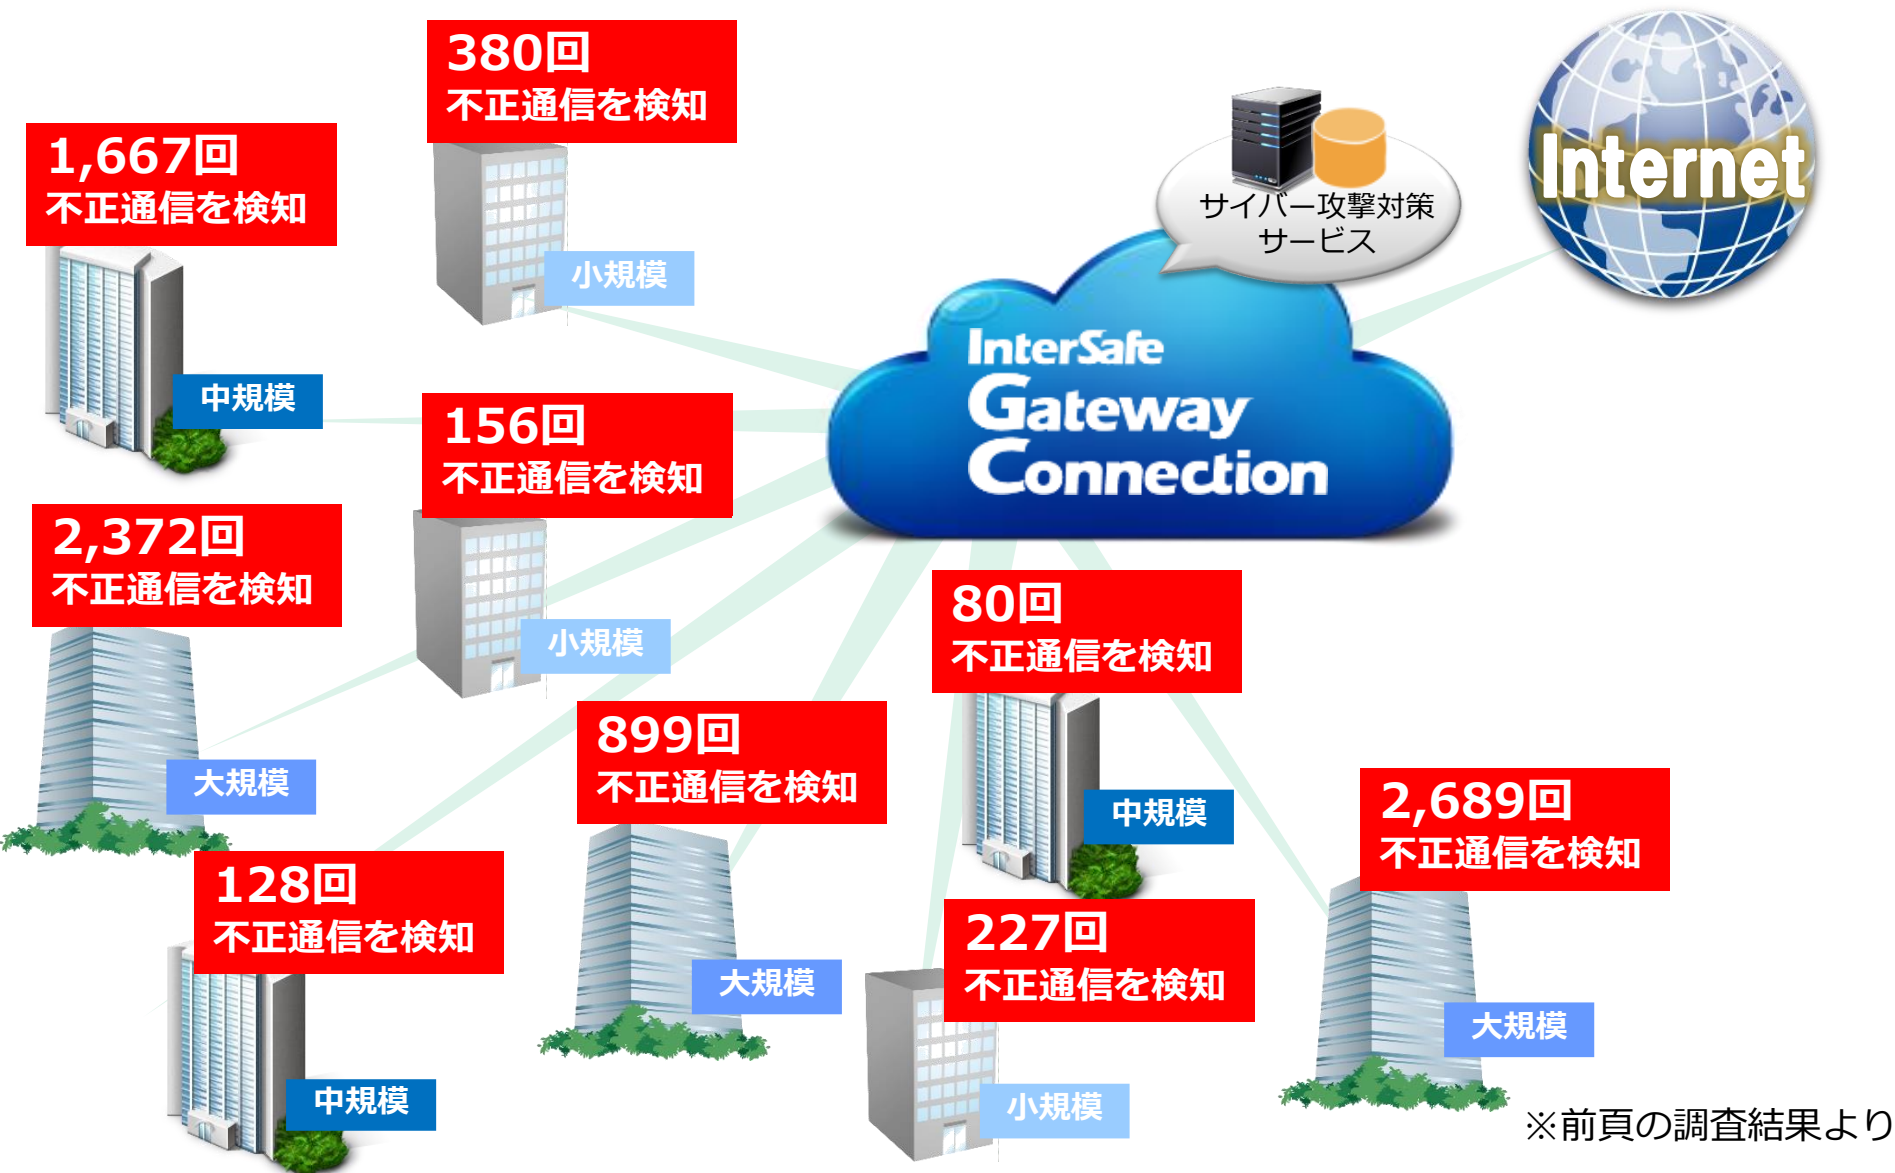 380回
不正通信を検知
小規模
1,667回
不正通信を検知
中規模
サイバー攻撃対策
サービス
Internet
InterSafe
Gateway
Connection
156回
不正通信を検知
小規模
2,372回
不正通信を検知
大規模
80回
不正通信を検知
中規模
899回
不正通信を検知
大規模
2,689回
不正通信を検知
大規模
128回
不正通信を検知
中規模
227回
不正通信を検知
小規模
※前頁の調査結果より